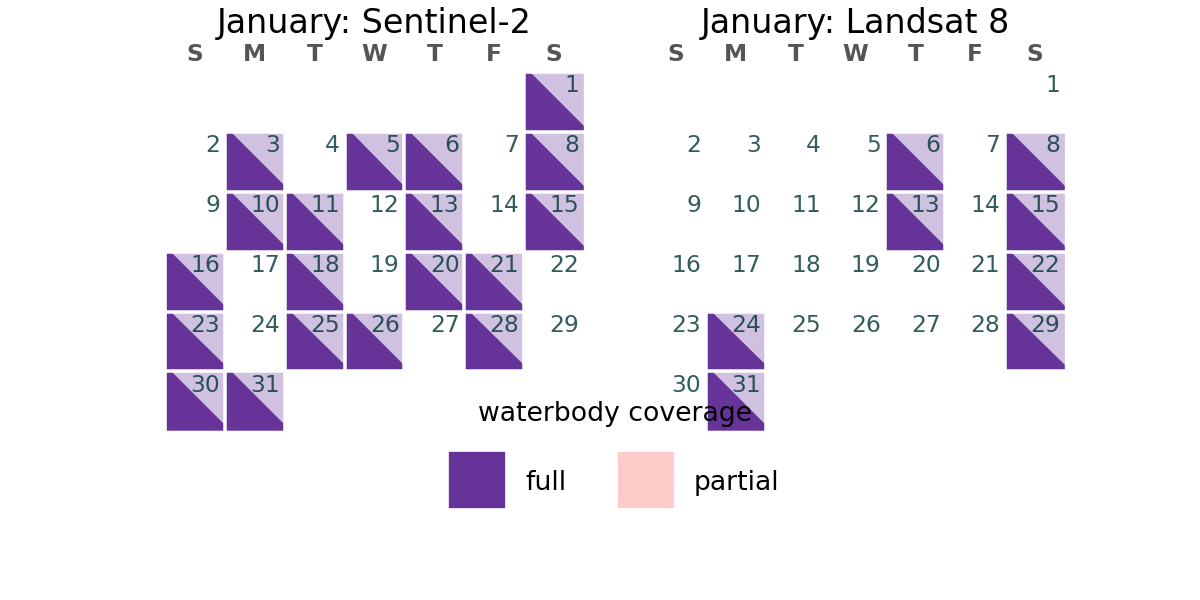 January: Sentinel-2
S M T W T F S
1
2 3 4 5 6 7 8
9 10 11 12 13 14 15
16 17 18 19 20 21 22
23 24 25 26 27 28 29
30 31
January: Landsat 8
S M T W T F S
1
2 3 4 5 6 7 8
9 10 11 12 13 14 15
16 17 18 19 20 21 22
23 24 25 26 27 28 29
30 31
waterbody coverage
full partial